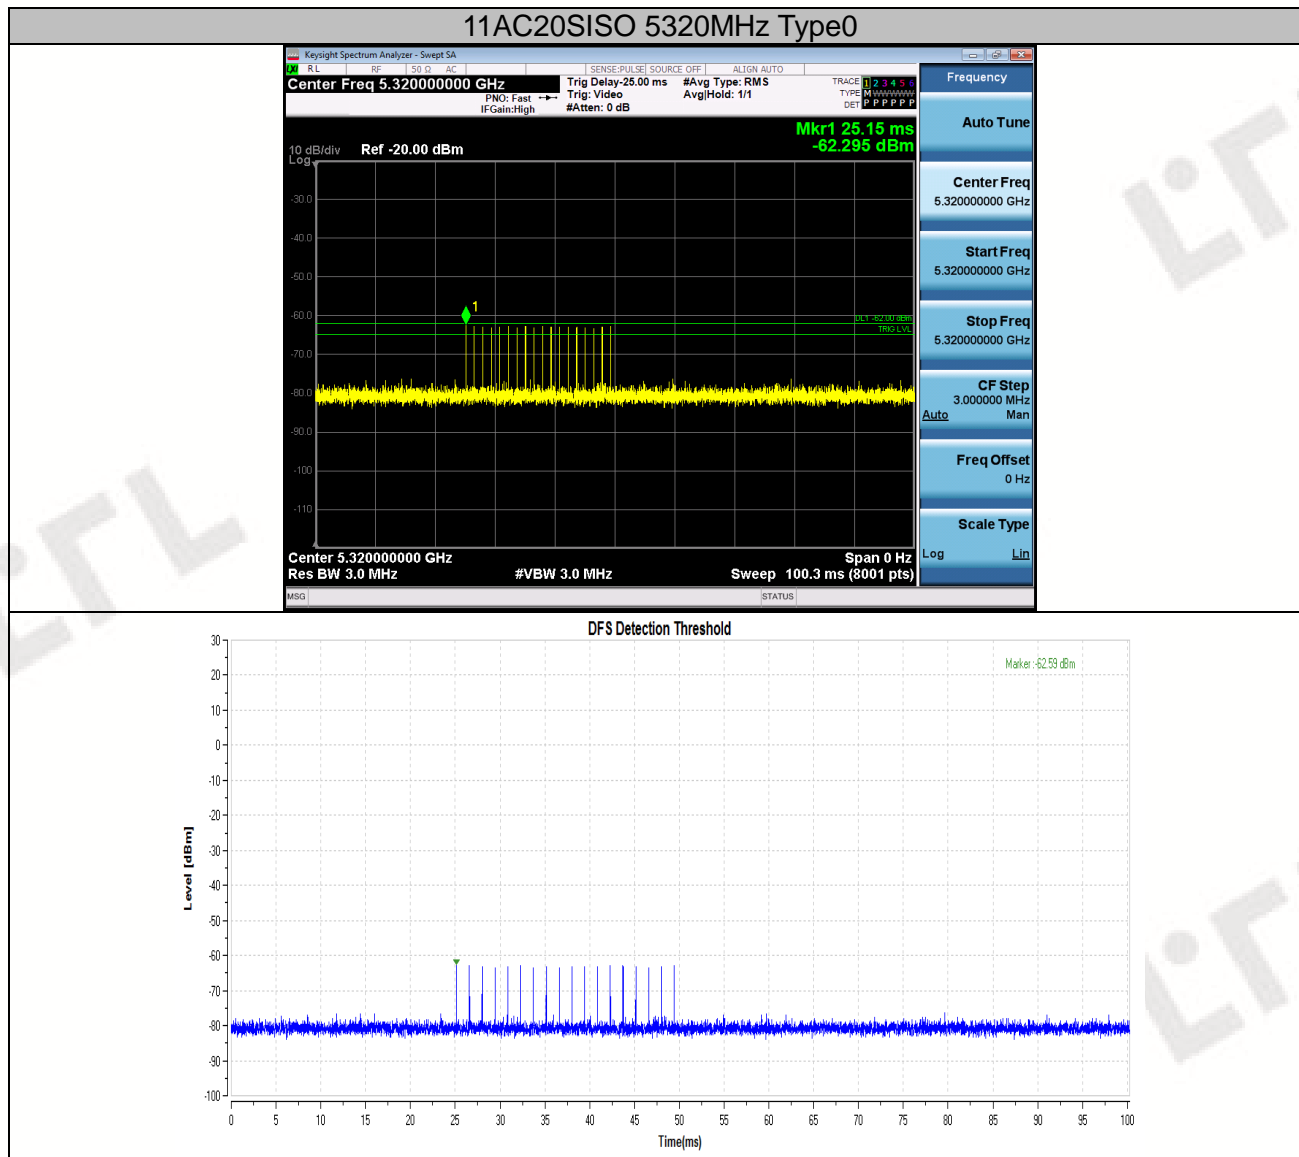 11AC20SISO 5320MHz Type0
Keysight Spectrum Analyzer - Swept SA
RL RF 50 Ω AC SENSE:PULSE SOURCE OFF ALIGN AUTO
Center Freq 5.320000000 GHz
PNO: Fast
IFGain:High
Trig Delay-25.00 ms
Trig: Video
#Atten: 0 dB
#Avg Type: RMS
Avg|Hold: 1/1
TRACE 1 2 3 4 5 6
TYPE M
DET P P P P P P
Mkr1 25.15 ms
-62.295 dBm
10 dB/div
Log
Ref -20.00 dBm
-30.0
-40.0
-50.0
-60.0
-70.0
-80.0
-90.0
-100
-110
1
DL1 -62.00 dBm
TRIG LVL
Center 5.320000000 GHz
Res BW 3.0 MHz
#VBW 3.0 MHz
Span 0 Hz
Sweep 100.3 ms (8001 pts)
MSG
STATUS
Frequency
Auto Tune
Center Freq
5.320000000 GHz
Start Freq
5.320000000 GHz
Stop Freq
5.320000000 GHz
CF Step
3.000000 MHz
Auto Man
Freq Offset
0 Hz
Scale Type
Log Lin
DFS Detection Threshold
Marker :-62.59 dBm
Level [dBm]
30
20
10
0
-10
-20
-30
-40
-50
-60
-70
-80
-90
-100
0 5 10 15 20 25 30 35 40 45 50 55 60 65 70 75 80 85 90 95 100
Time(ms)